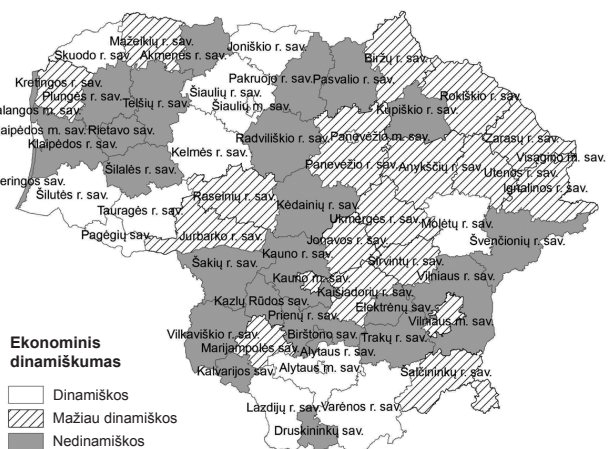 Mažeikių r. sav.
Joniškio r. sav.
Skuodo r. sav.
Akmenės r. sav.
Biržų r. sav.
Kretingos r. sav.
Pakruojo r. sav.
Pasvalio r. sav.
Plungės r. sav.
Telšių r. sav.
Šiaulių r. sav.
Rokiškio r. sav.
alangos m. sav.
Šiaulių m. sav.
Kupiškio r. sav.
aipėdos m. sav.
Rietavo sav.
Radviliškio r. sav.
Panevėžio m. sav.
Zarasų r. sav.
Klaipėdos r. sav.
Kelmės r. sav.
Visagino m. sav.
Šilalės r. sav.
Panevėžio r. sav.
Anykščių r. sav.
Utenos r. sav.
eringos sav.
Ignalinos r. sav.
Šilutės r. sav.
Raseinių r. sav.
Kėdainių r. sav.
Tauragės r. sav.
Ukmergės r. sav.
Molėtų r. sav.
Pagėgių sav.
Jurbarko r. sav.
Jonavos r. sav.
Švenčionių r. sav.
Šakių r. sav.
Kauno r. sav.
Širvintų r. sav.
Kauno m. sav.
Vilniaus r. sav.
Kaišiadorių r. sav.
Kazlų Rūdos sav.
Elektrėnų sav.
Prienų r. sav.
Vilniaus m. sav.
Vilkaviškio r. sav.
Birštono sav.
Trakų r. sav.
Marijampolės sav.
Alytaus r. sav.
Kalvarijos sav.
Alytaus m. sav.
Šalčininkų r. sav.
Lazdijų r. sav.
Varėnos r. sav.
Druskininkų sav.
Ekonominis
dinamiškumas
Dinamiškos
Mažiau dinamiškos
Nedinamiškos